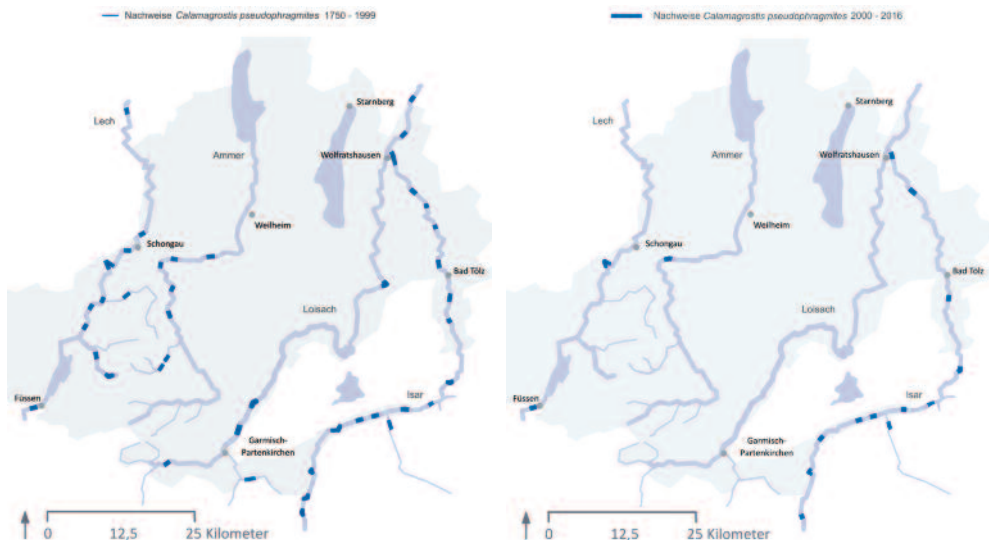 Nachweise Calamagrostis pseudophragmites 1750 - 1999
Starnberg
Lech
Ammer
Wolfratshausen
Weilheim
Schongau
Bad Tölz
Loisach
Füssen
Isar
Garmisch-
Partenkirchen
0 12,5 25 Kilometer
Nachweise Calamagrostis pseudophragmites 2000 - 2016
Starnberg
Lech
Ammer
Wolfratshausen
Weilheim
Schongau
Bad Tölz
Loisach
Füssen
Isar
Garmisch-
Partenkirchen
0 12,5 25 Kilometer